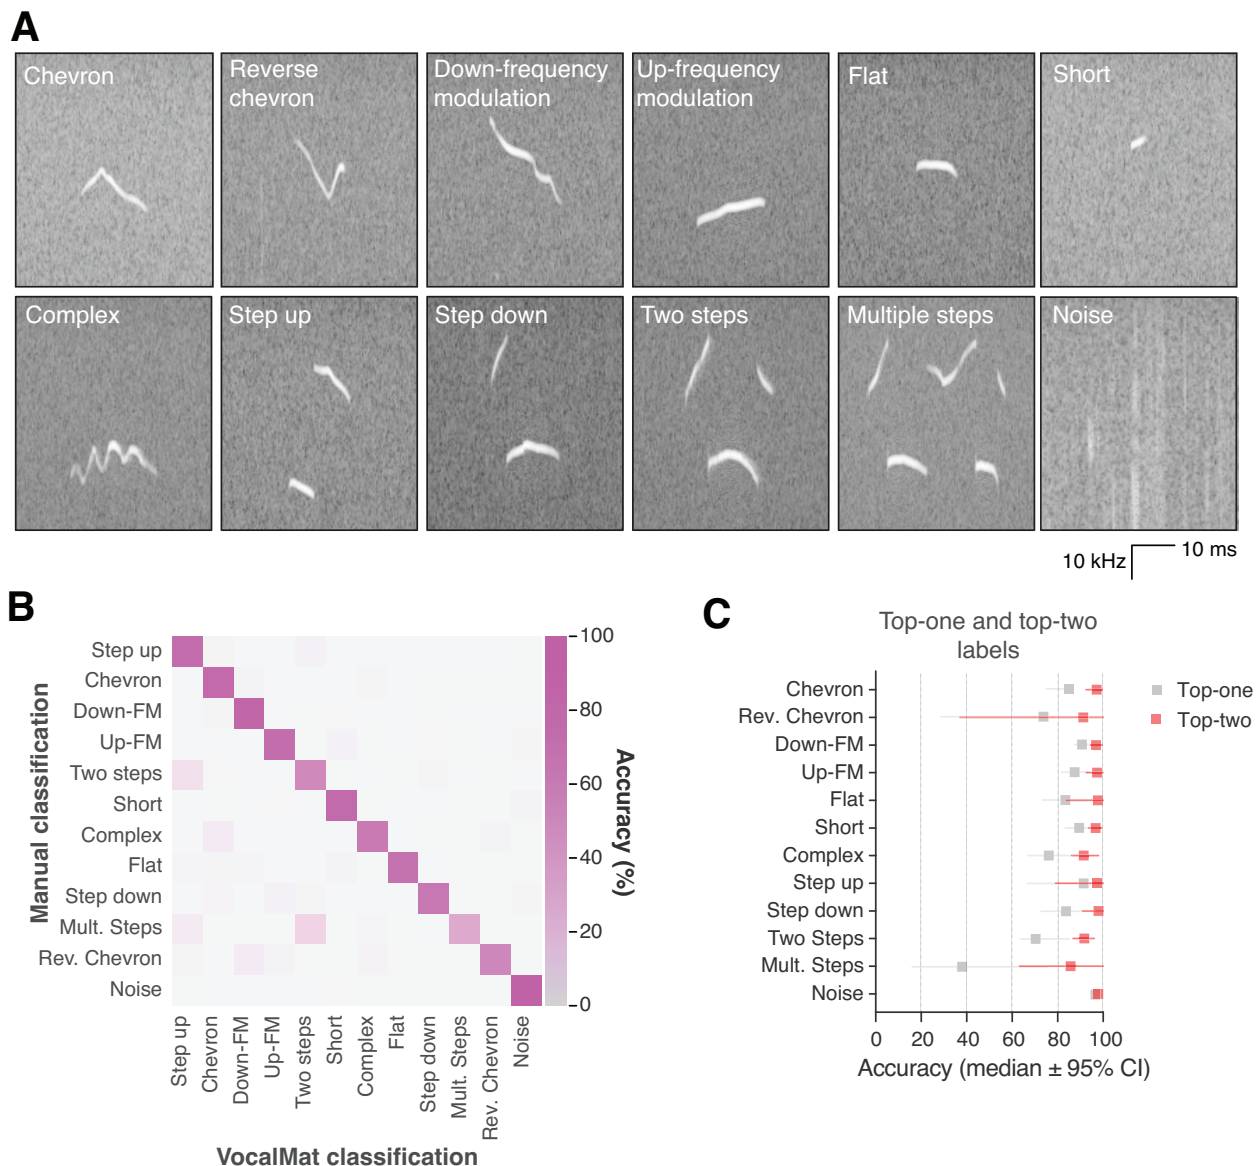 A
Chevron
Reverse
chevron
Down-frequency
modulation
Up-frequency
modulation
Flat
Short
Complex
Step up
Step down
Two steps
Multiple steps
Noise
10 kHz
10 ms
B
Manual classification
Step up
Chevron
Down-FM
Up-FM
Two steps
Short
Complex
Flat
Step down
Mult. Steps
Rev. Chevron
Noise
Step up
Chevron
Down-FM
Up-FM
Two steps
Short
Complex
Flat
Step down
Mult. Steps
Rev. Chevron
Noise
VocalMat classification
100
80
60
40
20
0
Accuracy (%)
C
Top-one and top-two
labels
Chevron
Rev. Chevron
Down-FM
Up-FM
Flat
Short
Complex
Step up
Step down
Two Steps
Mult. Steps
Noise
0 20 40 60 80 100
Accuracy (median ± 95% CI)
Top-one
Top-two